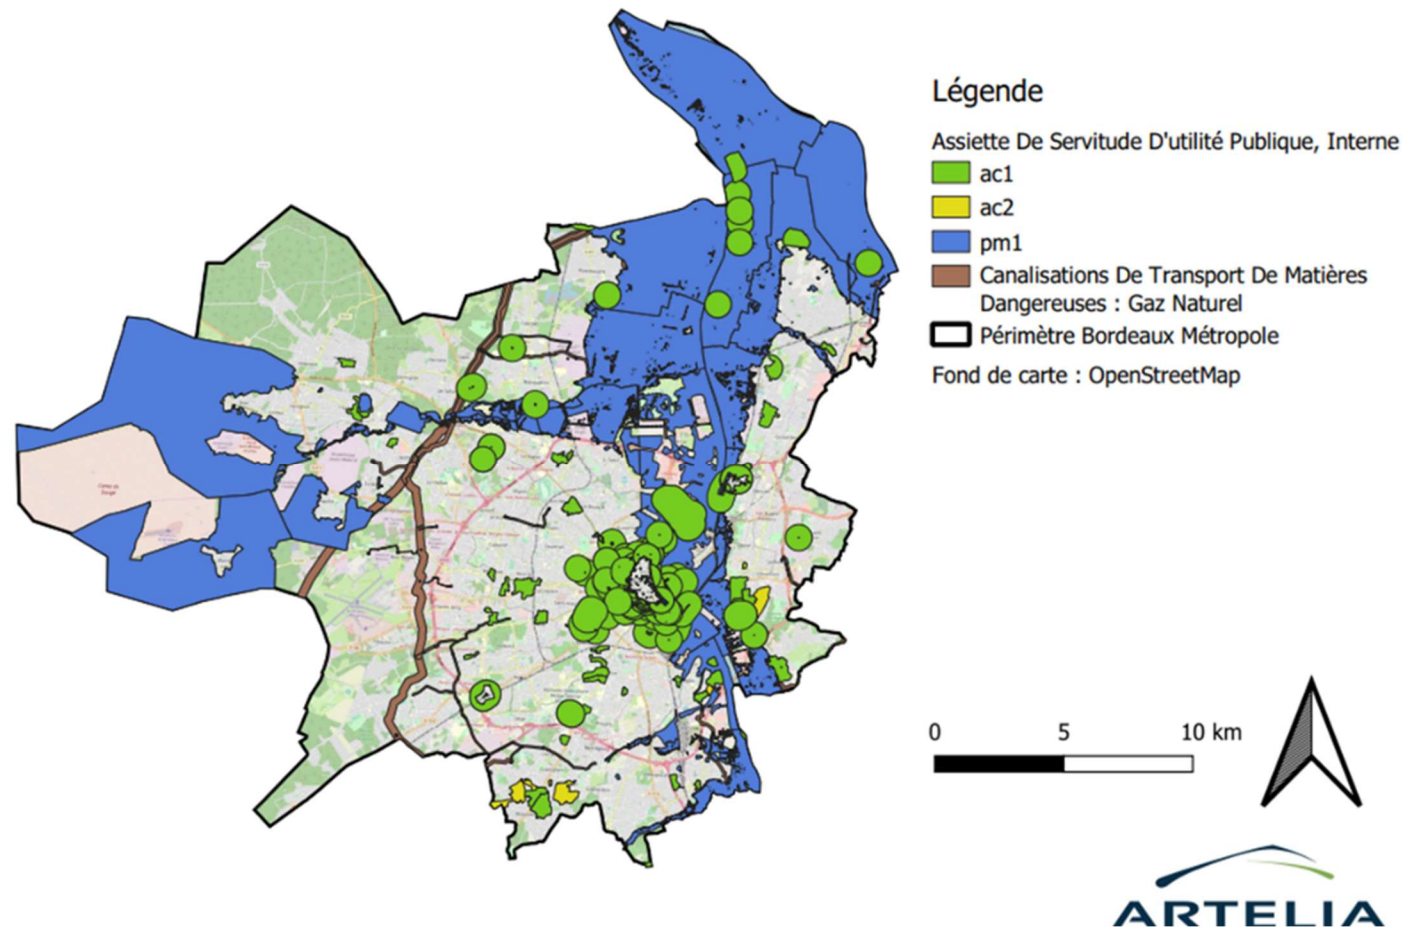 Légende
Assiette De Servitude D'utilité Publique, Interne
ac1
ac2
pm1
Canalisations De Transport De Matières
Dangereuses : Gaz Naturel
Périmètre Bordeaux Métropole
Fond de carte : OpenStreetMap
0 5 10 km
ARTELIA